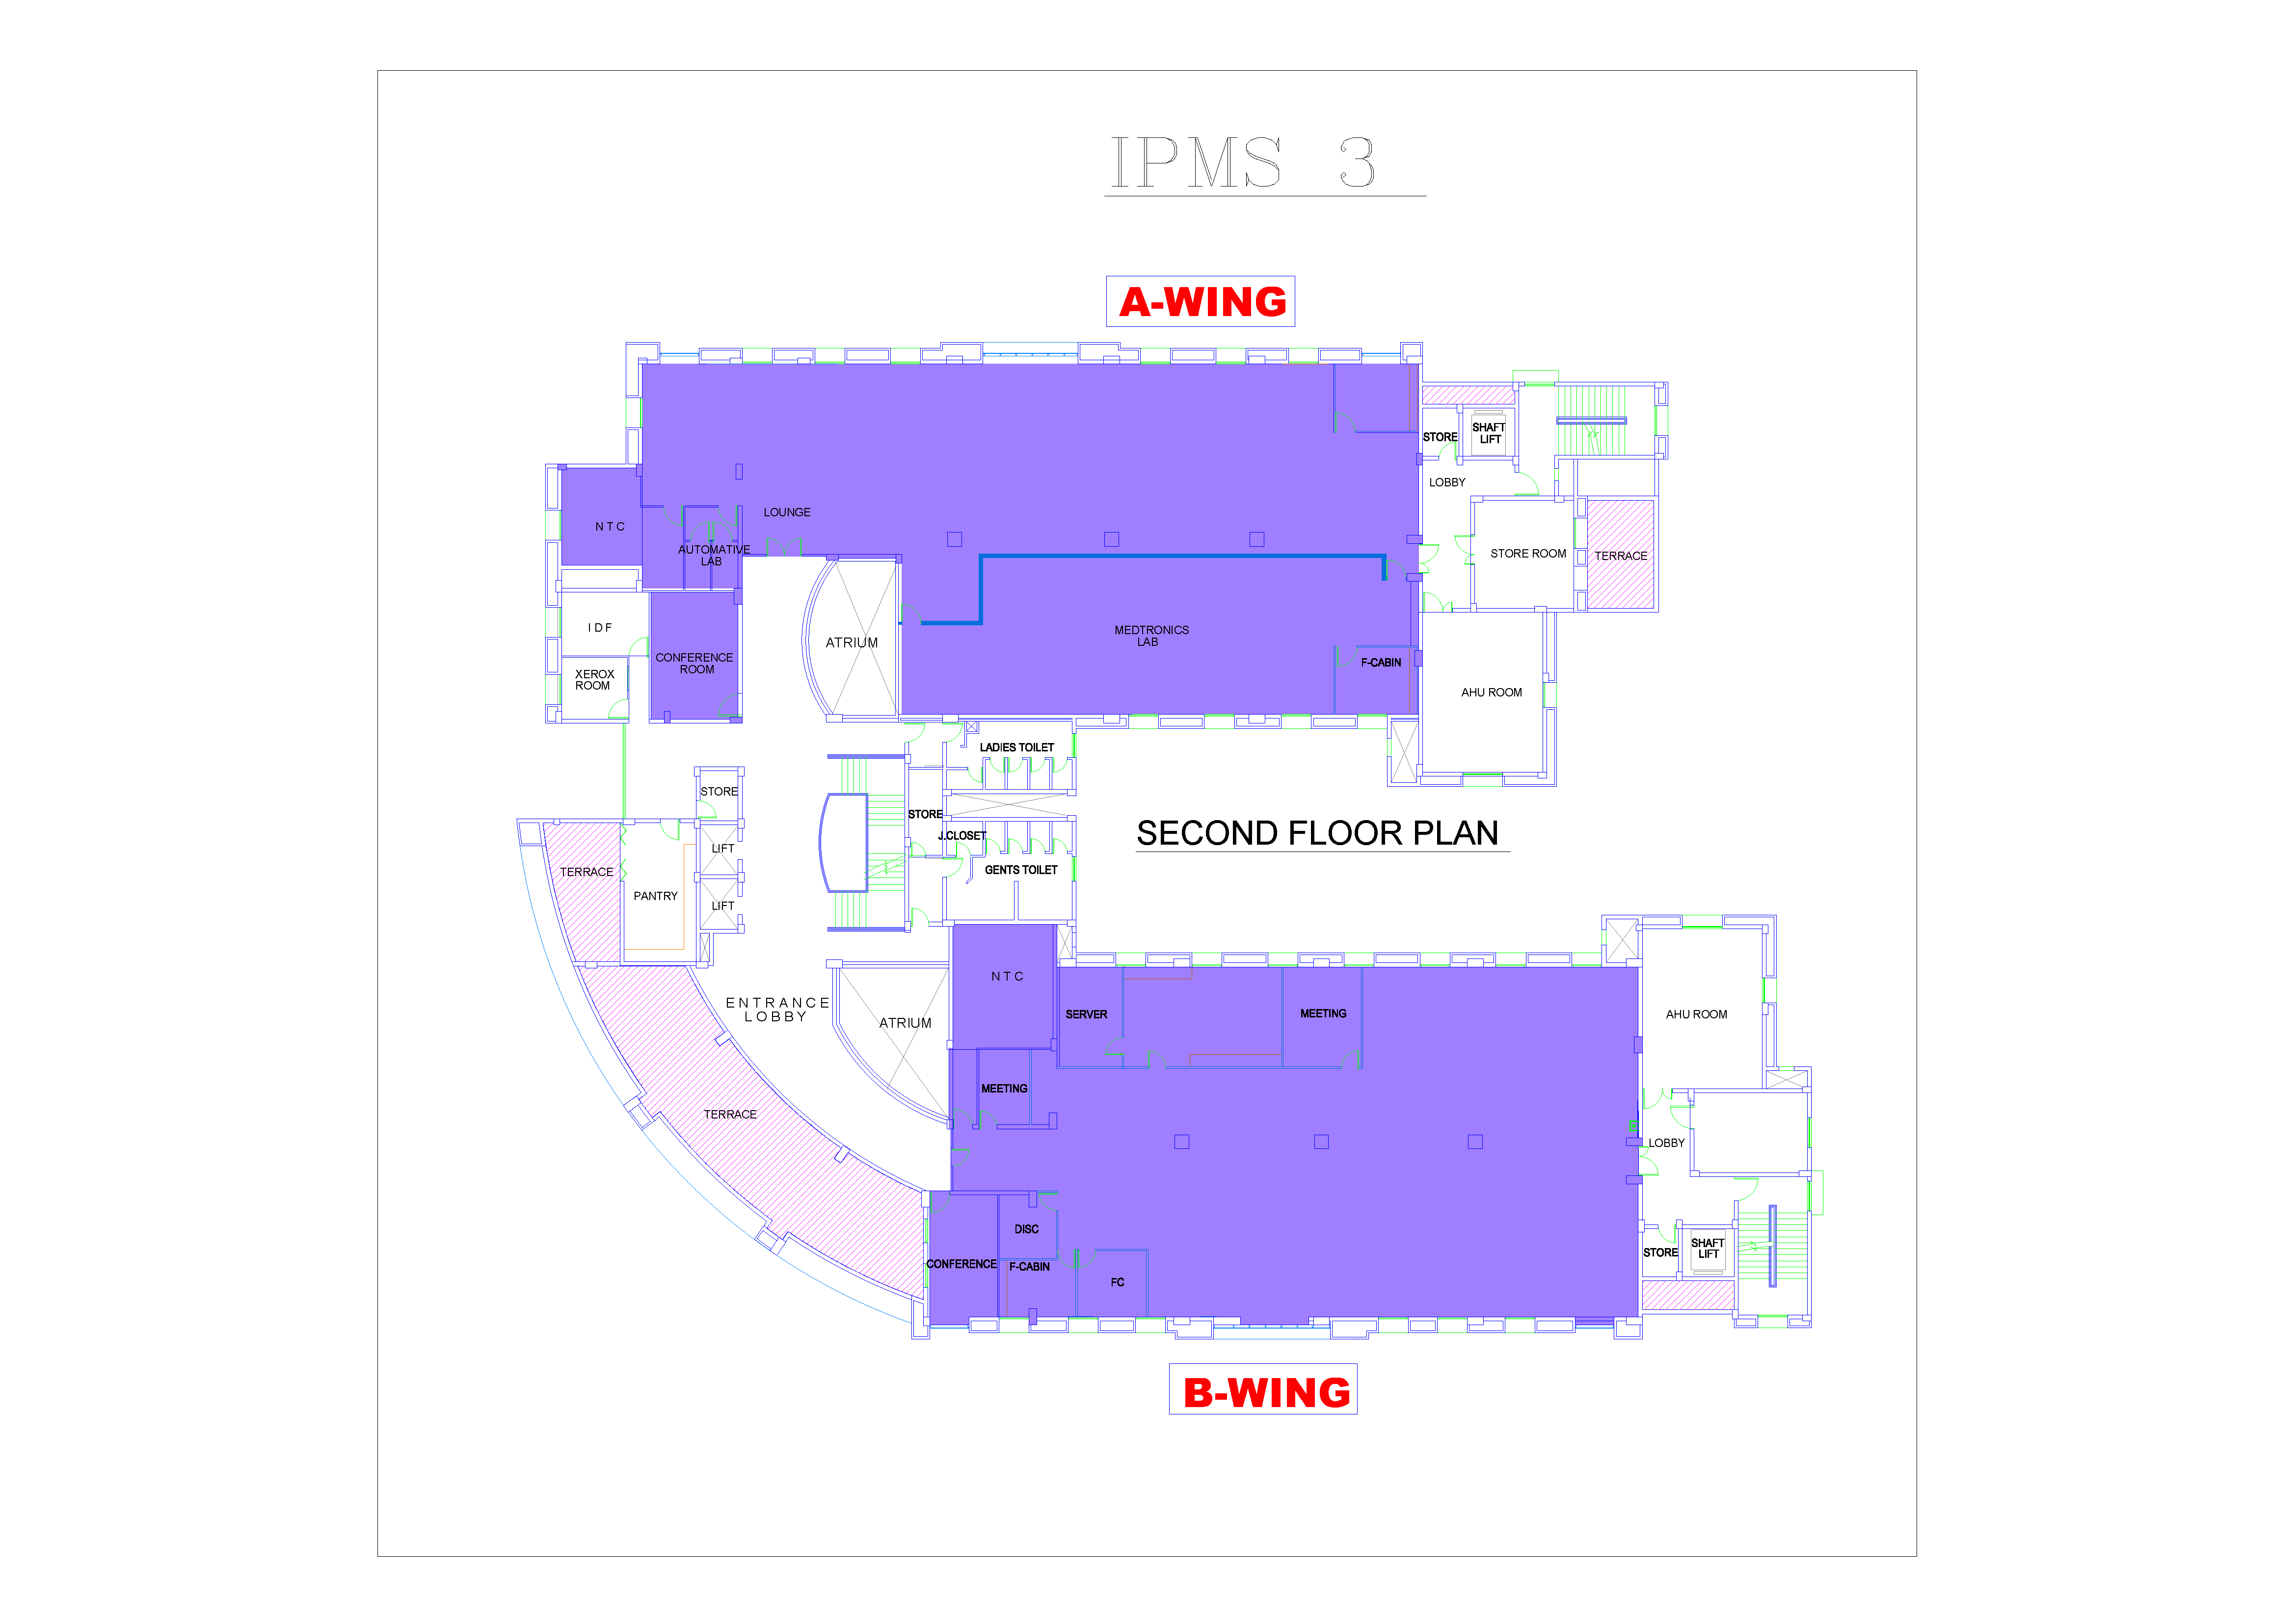 IPMS 3
A-WING
STORE
SHAFT
LIFT
LOBBY
LOUNGE
N T C
AUTOMATIVE
LAB
STORE ROOM
TERRACE
I D F
MEDTRONICS
LAB
ATRIUM
CONFERENCE
ROOM
F-CABIN
XEROX
ROOM
AHU ROOM
LADIES TOILET
STORE
STORE
J.CLOSET
SECOND FLOOR PLAN
LIFT
TERRACE
GENTS TOILET
PANTRY
LIFT
N T C
ENTRANCE
LOBBY
ATRIUM
SERVER
MEETING
AHU ROOM
MEETING
TERRACE
LOBBY
DISC
CONFERENCE
F-CABIN
FC
STORE
SHAFT
LIFT
B-WING